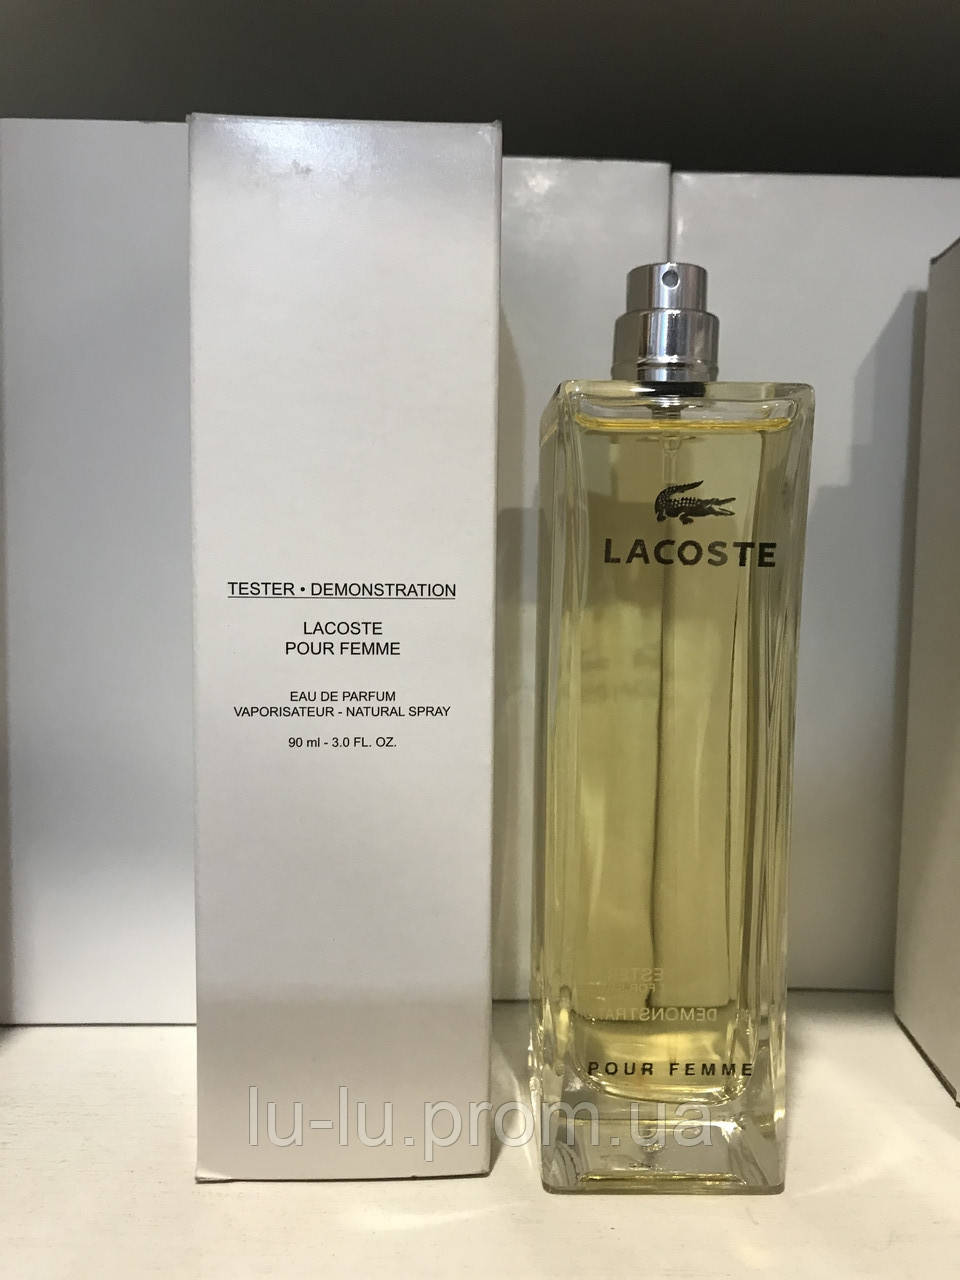 TESTER • DEMONSTRATION
LACOSTE
POUR FEMME
EAU DE PARFUM
VAPORISATEUR - NATURAL SPRAY
90 ml - 3.0 FL. OZ.
LACOSTE
POUR FEMME
lu-lu.prom.ua